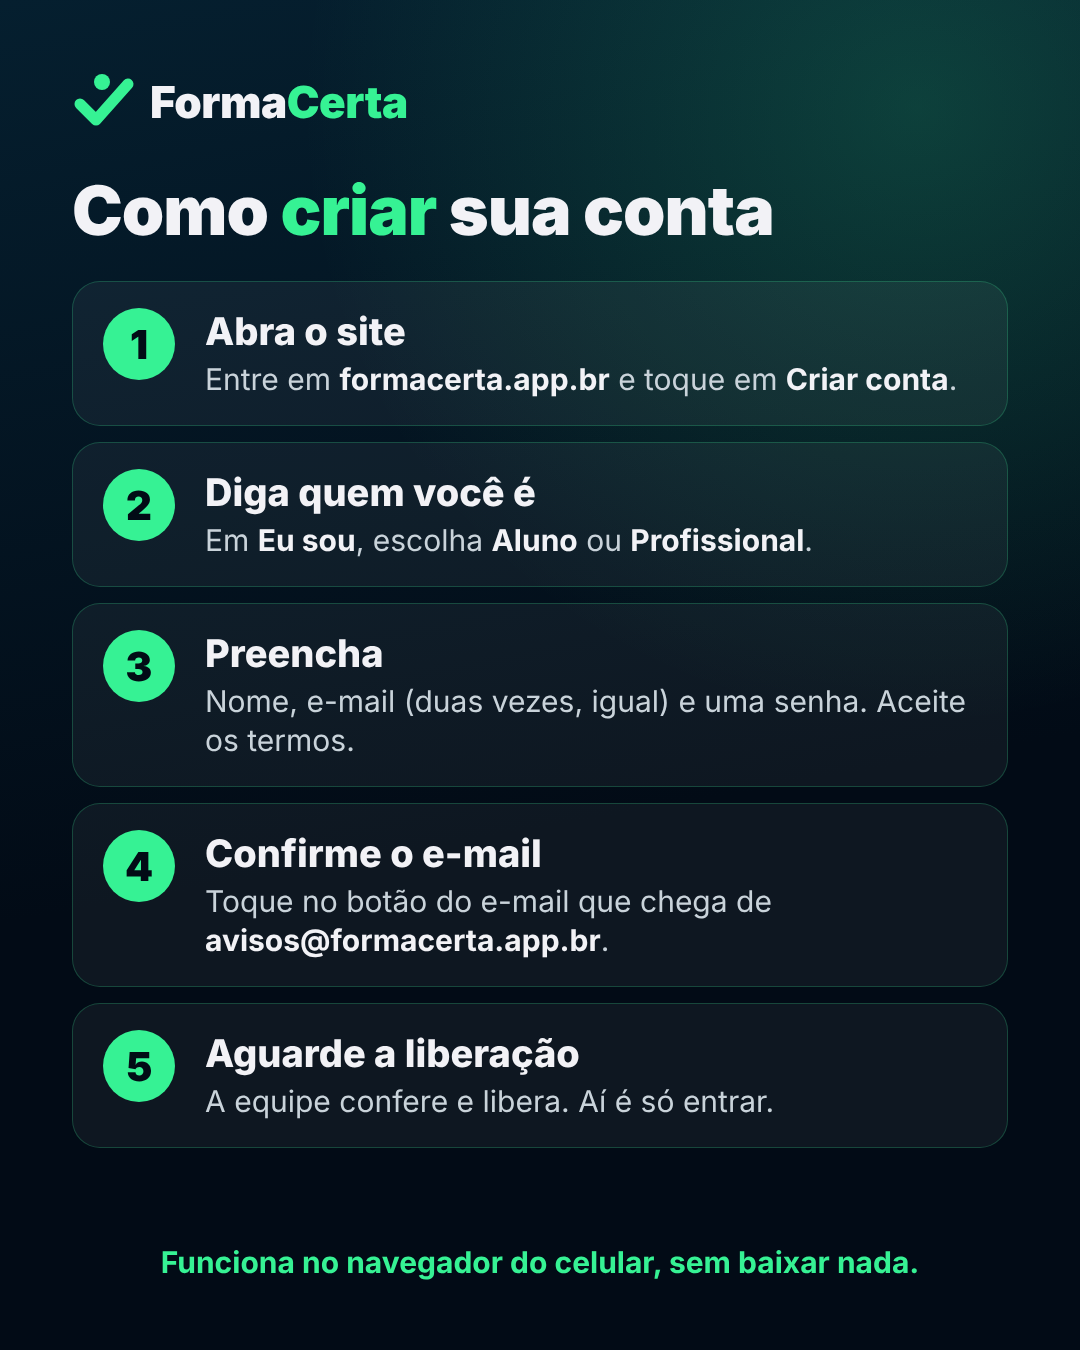 FormaCerta
Como criar sua conta
1
Abra o site
Entre em formacerta.app.br e toque em Criar conta.
2
Diga quem você é
Em Eu sou, escolha Aluno ou Profissional.
3
Preencha
Nome, e-mail (duas vezes, igual) e uma senha. Aceite
os termos.
4
Confirme o e-mail
Toque no botão do e-mail que chega de
avisos@formacerta.app.br.
5
Aguarde a liberação
A equipe confere e libera. Aí é só entrar.
Funciona no navegador do celular, sem baixar nada.